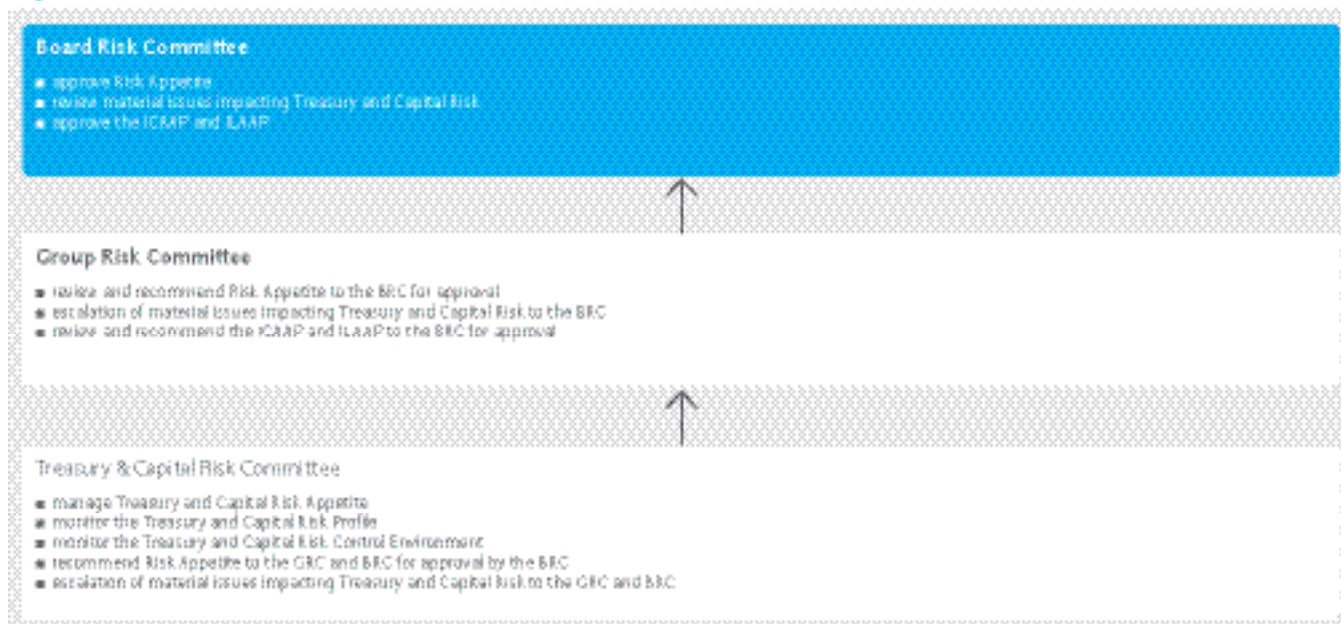 Board Risk Committee
▪ approve Risk Appetite
▪ review material issues impacting Treasury and Capital Risk
▪ approve the ICAAP and ILAAP
Group Risk Committee
▪ review and recommend Risk Appetite to the BRC for approval
▪ escalation of material issues impacting Treasury and Capital Risk to the BRC
▪ review and recommend the ICAAP and ILAAP to the BRC for approval
Treasury & Capital Risk Committee
▪ manage Treasury and Capital Risk Appetite
▪ monitor the Treasury and Capital Risk Profile
▪ monitor the Treasury and Capital Risk Control Environment
▪ recommend Risk Appetite to the GRC and BRC for approval by the BRC
▪ escalation of material issues impacting Treasury and Capital Risk to the GRC and BRC